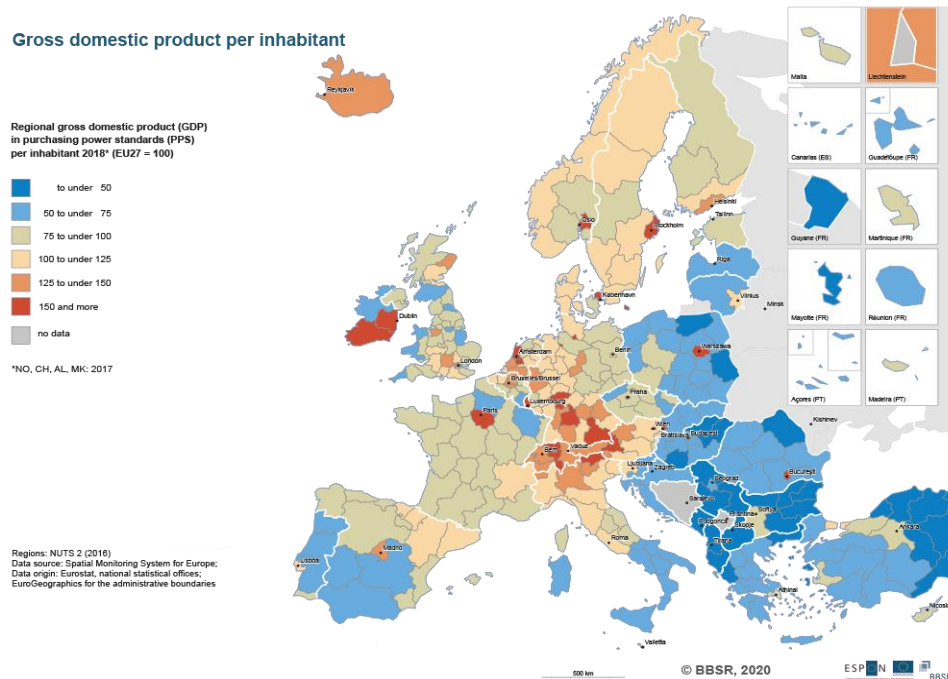 Gross domestic product per inhabitant
Reykjavik
Regional gross domestic product (GDP)
in purchasing power standards (PPS)
per inhabitant 2018* (EU27 = 100)
to under 50
50 to under 75
75 to under 100
100 to under 125
125 to under 150
150 and more
no data
*NO, CH, AL, MK: 2017
Regions: NUTS 2 (2016)
Data source: Spatial Monitoring System for Europe;
Data origin: Eurostat, national statistical offices;
EuroGeographics for the administrative boundaries
Malta
Liechtenstein
Canarias (ES)
Guadeloupe (FR)
Guyane (FR)
Martinique (FR)
Mayotte (FR)
Réunion (FR)
Açores (PT)
Madeira (PT)
Helsinki
Oslo
Tallinn
Stockholm
Riga
København
Vilnius
Minsk
Dublin
London
Amsterdam
Berlin
Warszawa
Bruxelles/Brussel
Luxembourg
Praha
Paris
Kishinev
Wien
Bratislava
Budapest
Bern
Vaduz
Ljubljana
Zagreb
Bucureşti
Beograd
Sarajevo
Prishtina
Sofiya
Podgorica
Skopje
Tirana
Roma
Madrid
Lisboa
Ankara
Athinai
Valletta
500 km
© BBSR, 2020
ESPON
BBSR